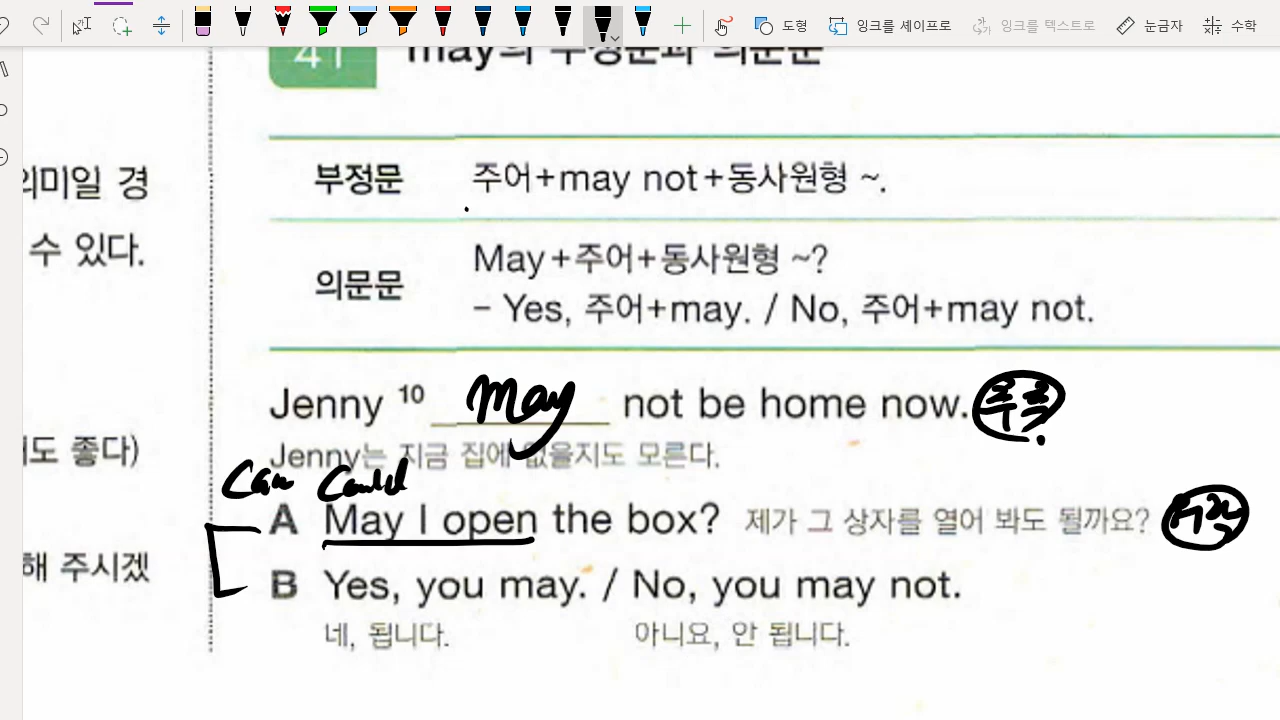 도형 잉크를 셰이프로 잉크를 텍스트로 눈금자 수학
41 may의 부정문과 의문문
의미일 경
수 있다.
도 좋다)
해 주시겠
부정문 주어+may not+동사원형 ~.
의문문 May+주어+동사원형 ~?
– Yes, 주어+may. / No, 주어+may not.
Jenny 10 may not be home now.
Jenny는 지금 집에 없을지도 모른다.
Can Could
A May I open the box? 제가 그 상자를 열어 봐도 될까요?
B Yes, you may. / No, you may not.
네, 됩니다. 아니요, 안 됩니다.